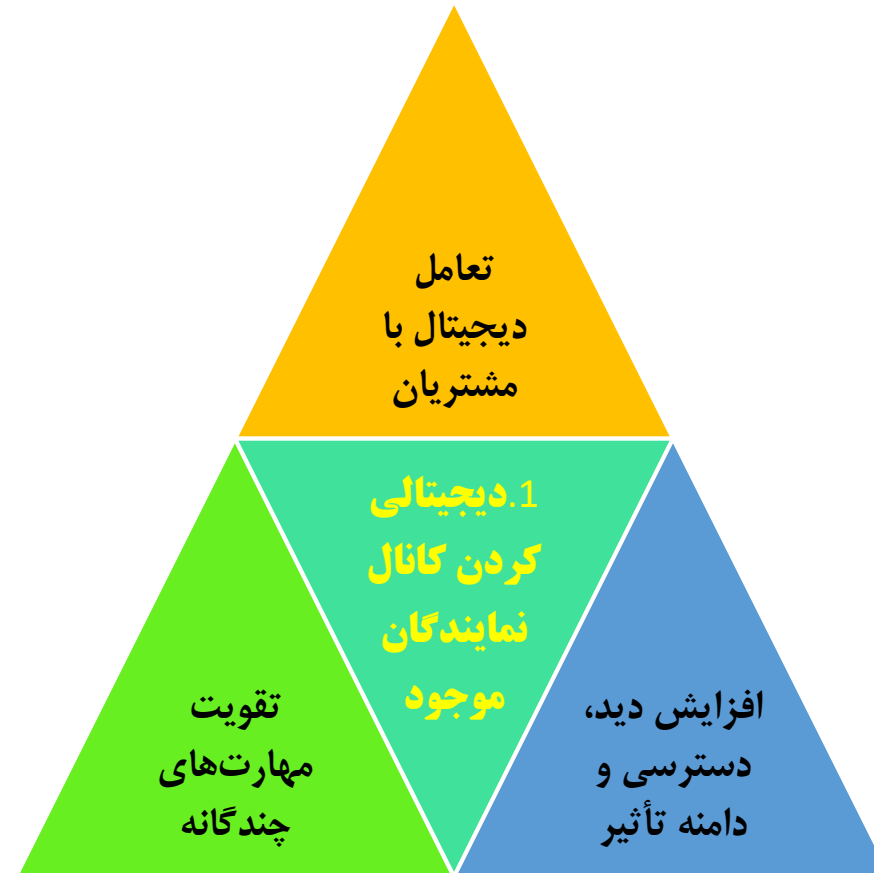 تعامل
دیجیتال با
مشتریان
1.دیجیتالی
کردن کانال
نمایندگان
موجود
تقویت
مهارت‌های
چندگانه
افزایش دید،
دسترسی و
دامنه تأثیر